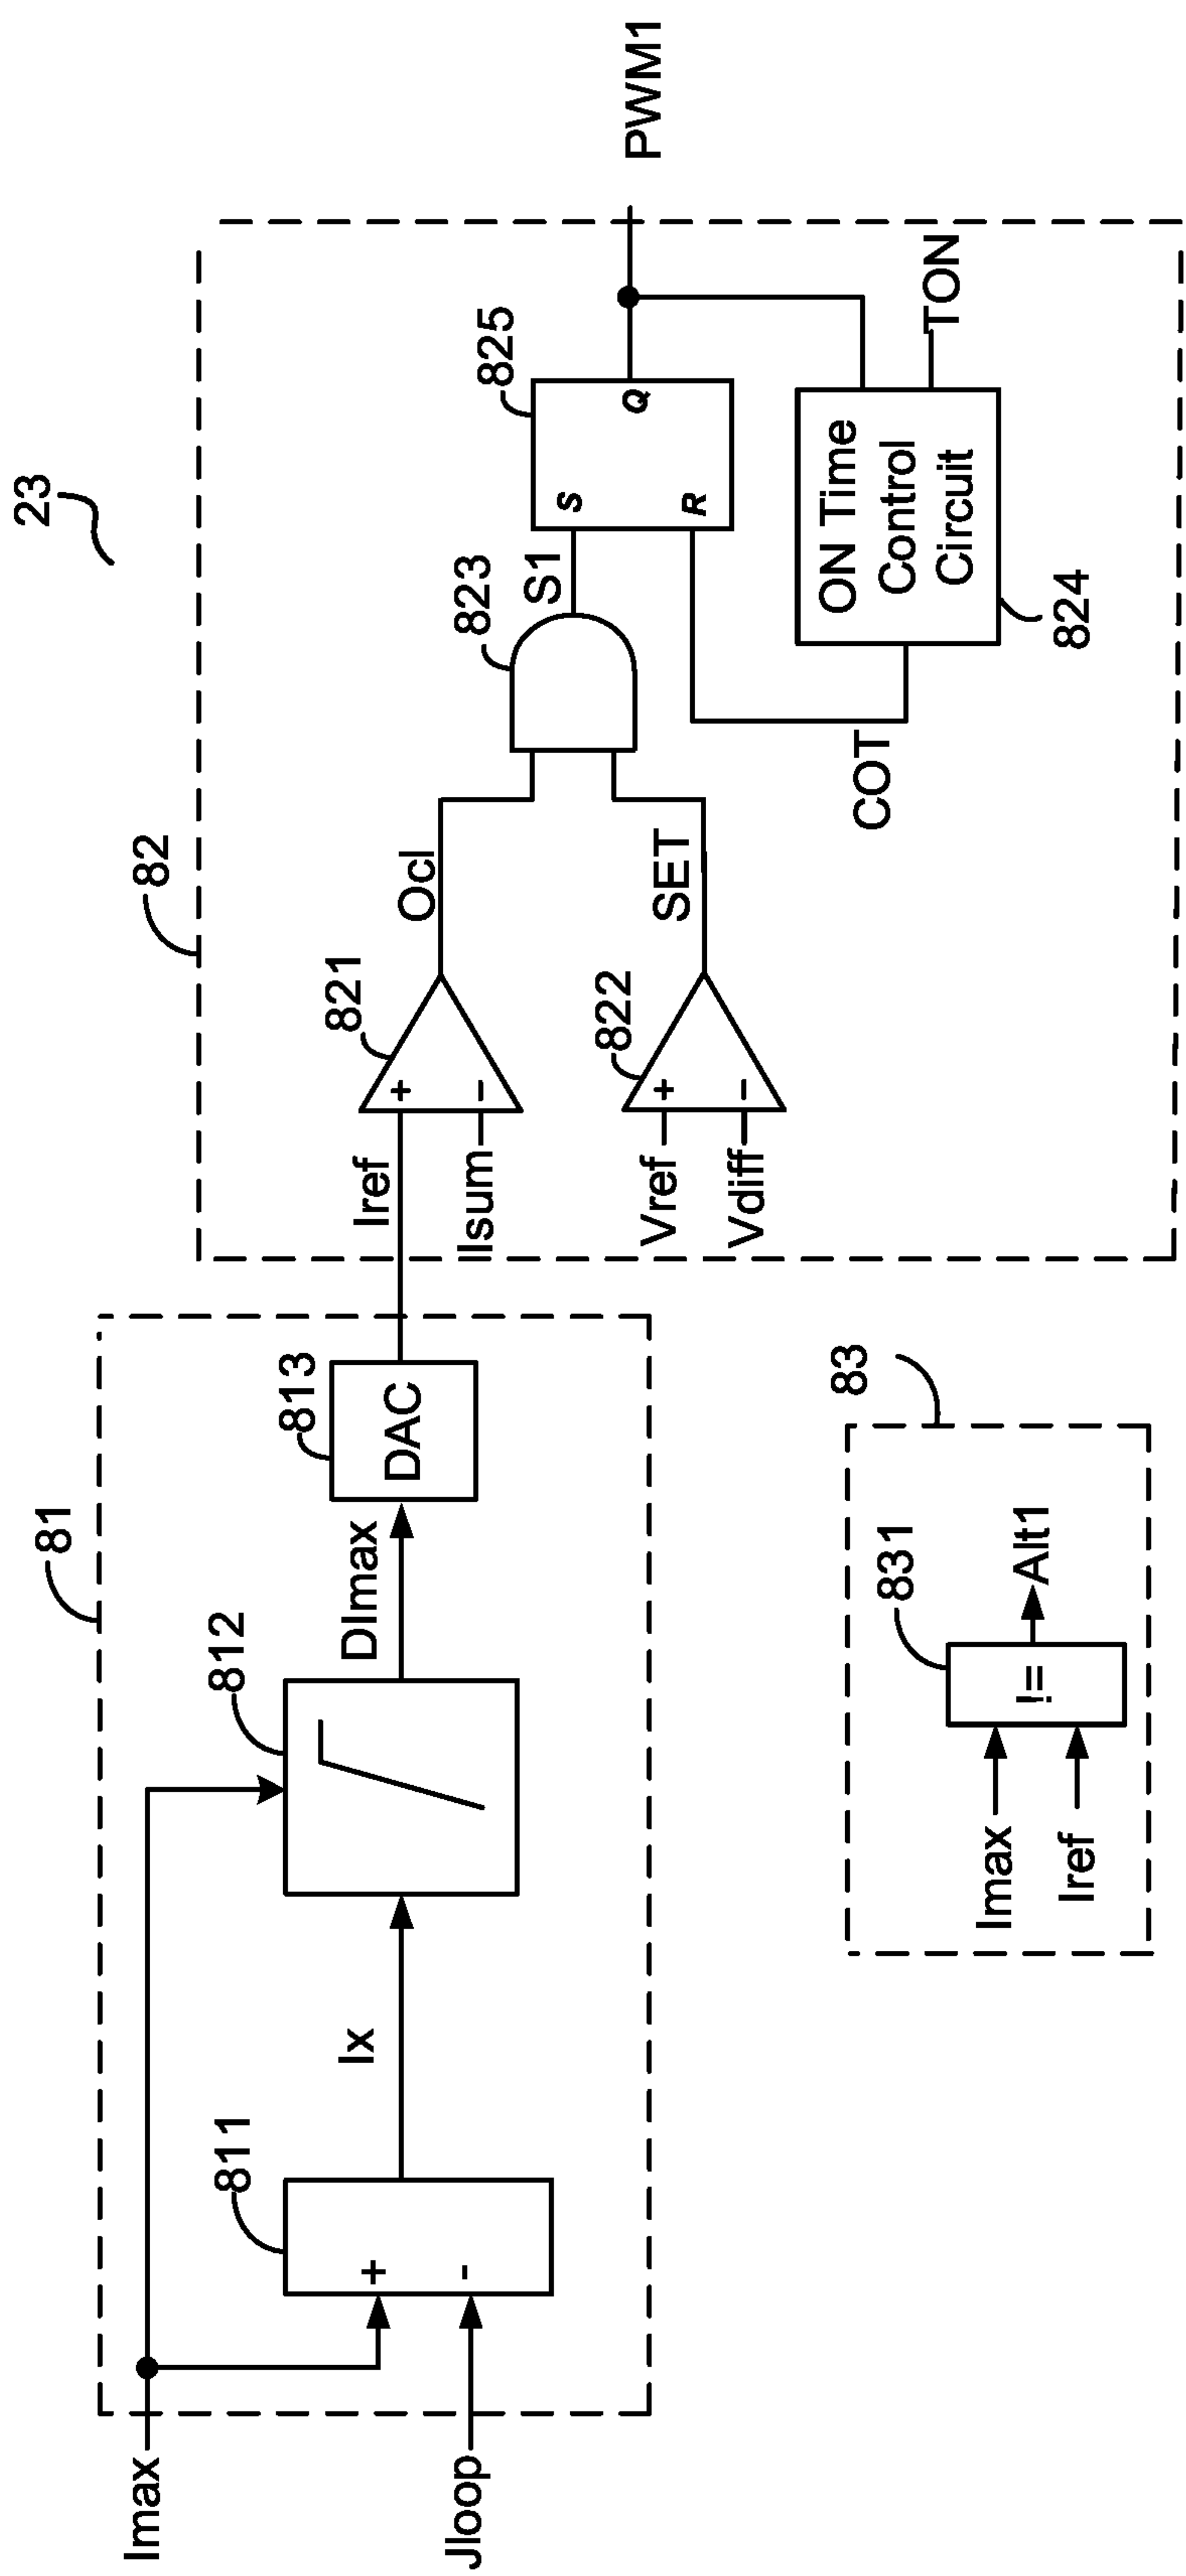 23
81
Imax
Jloop
811
+
-
Ix
812
DImax
813
DAC
82
Iref
Isum
821
+
-
Ocl
Vref
Vdiff
822
+
-
SET
823
S1
825
S
R
Q
PWM1
COT
ON Time
Control
Circuit
824
TON
83
831
Imax
Iref
!=
Alt1